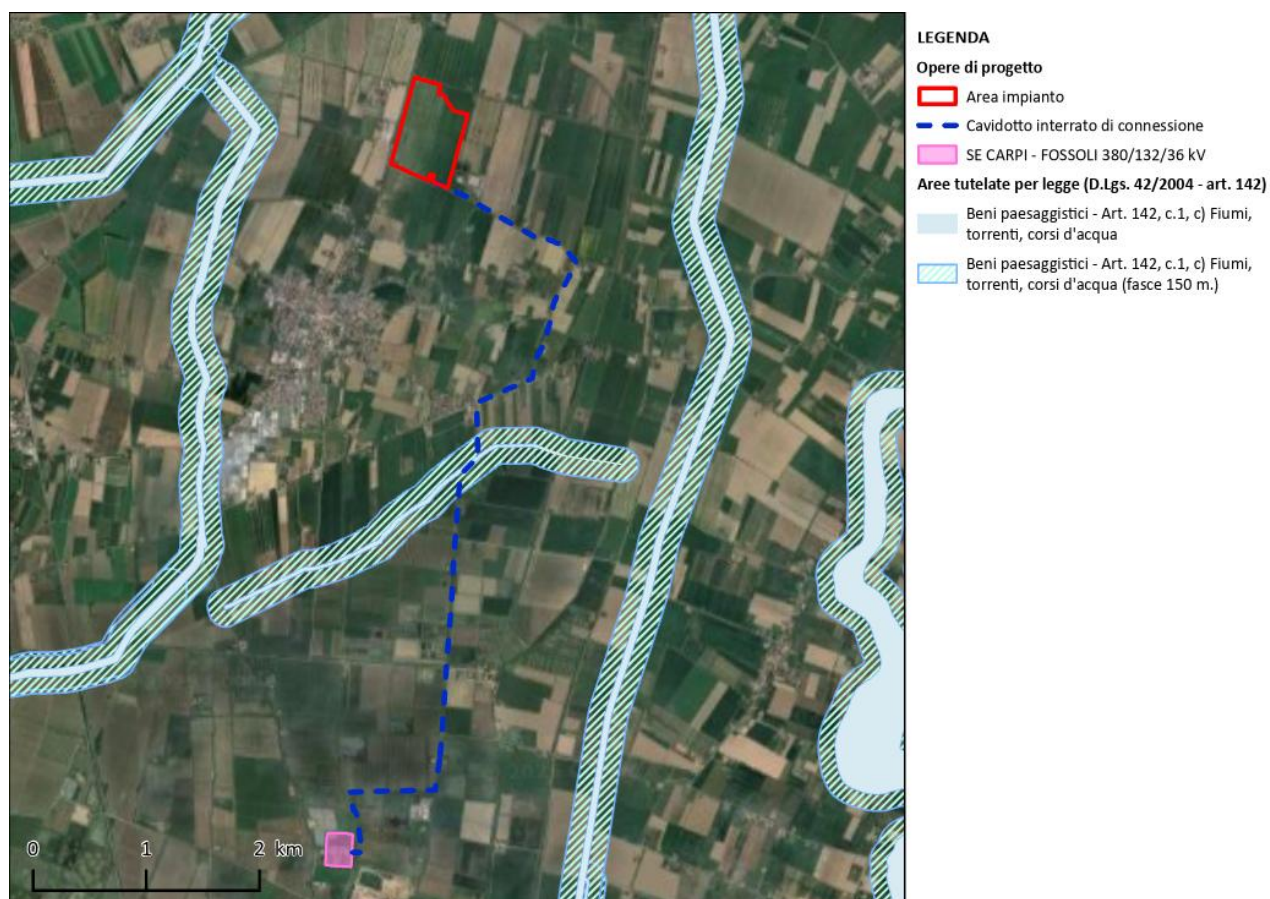 LEGENDA
Opere di progetto
Area impianto
Cavidotto interrato di connessione
SE CARPI - FOSSOLI 380/132/36 kV
Aree tutelate per legge (D.Lgs. 42/2004 - art. 142)
Beni paesaggistici - Art. 142, c.1, c) Fiumi,
torrenti, corsi d'acqua
Beni paesaggistici - Art. 142, c.1, c) Fiumi,
torrenti, corsi d'acqua (fasce 150 m.)
0 1 2 km